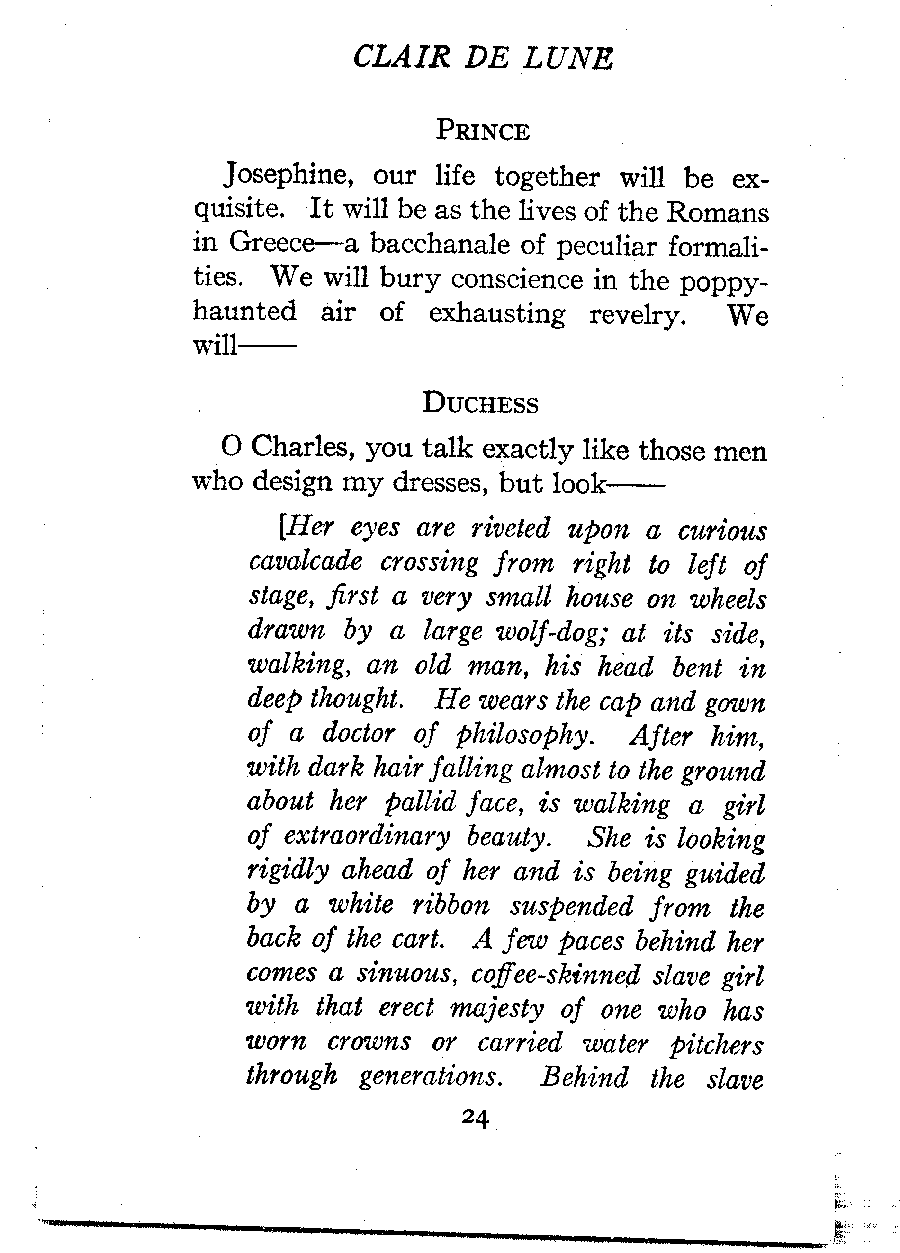 CLAIR DE LUNE
PRINCE
Josephine, our life together will be ex-
quisite. It will be as the lives of the Romans
in Greece—a bacchanale of peculiar formali-
ties. We will bury conscience in the poppy-
haunted air of exhausting revelry. We
will——
DUCHESS
O Charles, you talk exactly like those men
who design my dresses, but look——
[Her eyes are riveted upon a curious
cavalcade crossing from right to left of
stage, first a very small house on wheels
drawn by a large wolf-dog; at its side,
walking, an old man, his head bent in
deep thought. He wears the cap and gown
of a doctor of philosophy. After him,
with dark hair falling almost to the ground
about her pallid face, is walking a girl
of extraordinary beauty. She is looking
rigidly ahead of her and is being guided
by a white ribbon suspended from the
back of the cart. A few paces behind her
comes a sinuous, coffee-skinned slave girl
with that erect majesty of one who has
worn crowns or carried water pitchers
through generations. Behind the slave
24